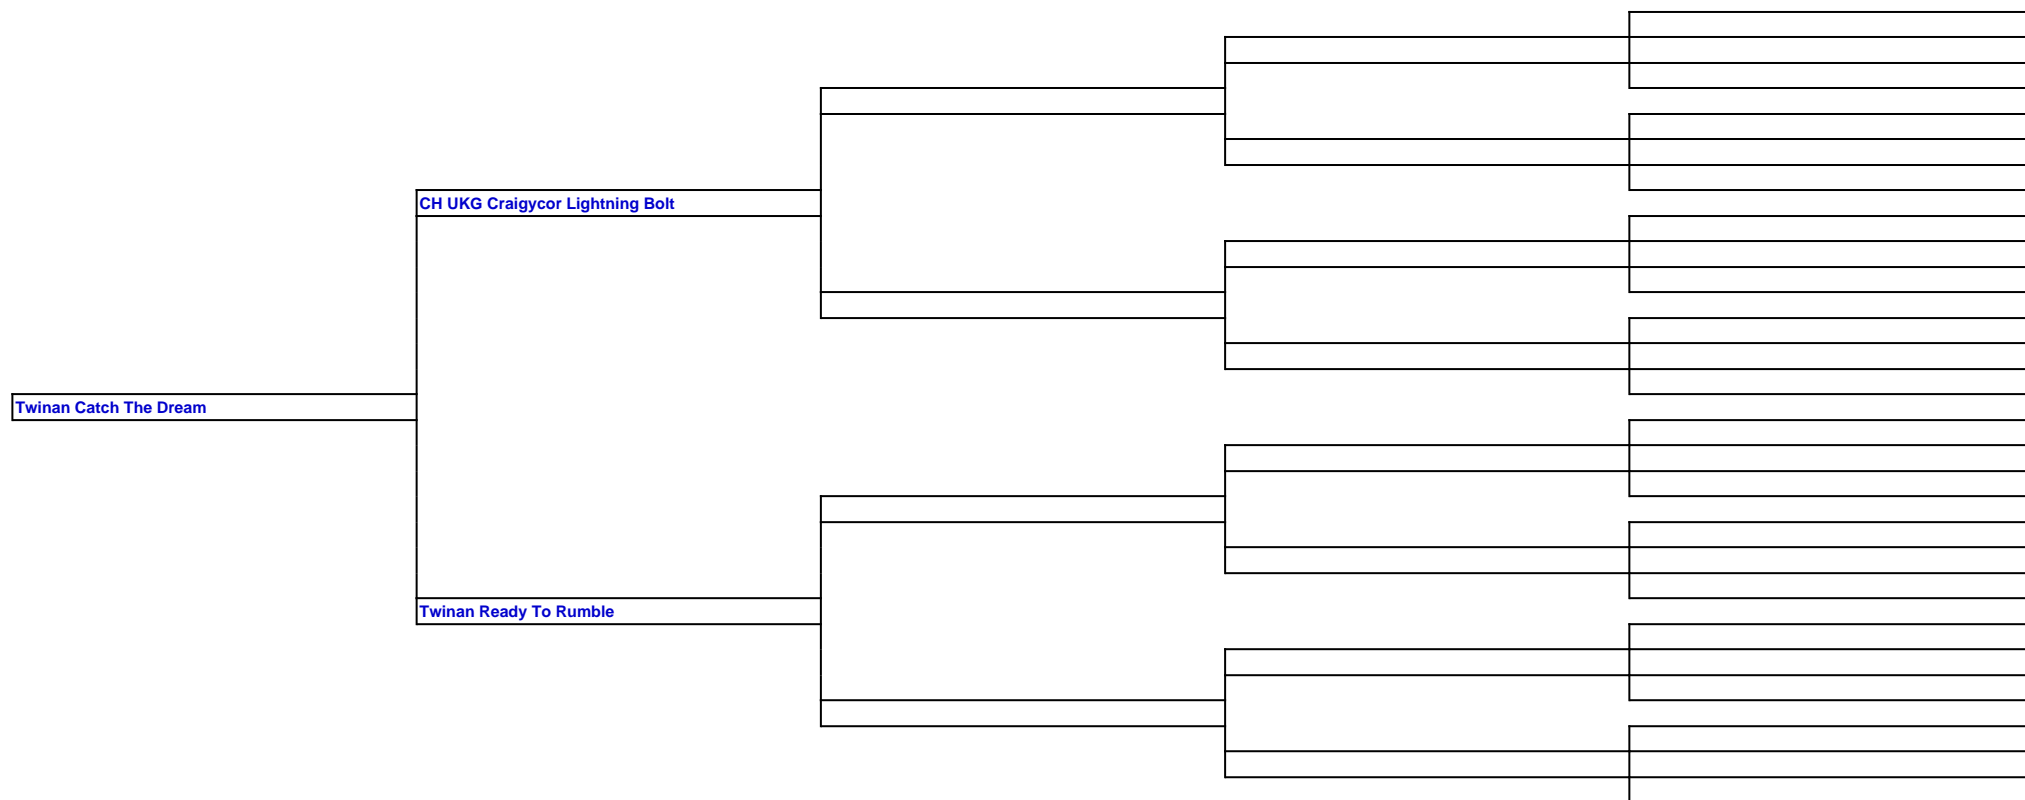 CH UKG Craigycor Lightning Bolt
Twinan Catch The Dream
Twinan Ready To Rumble